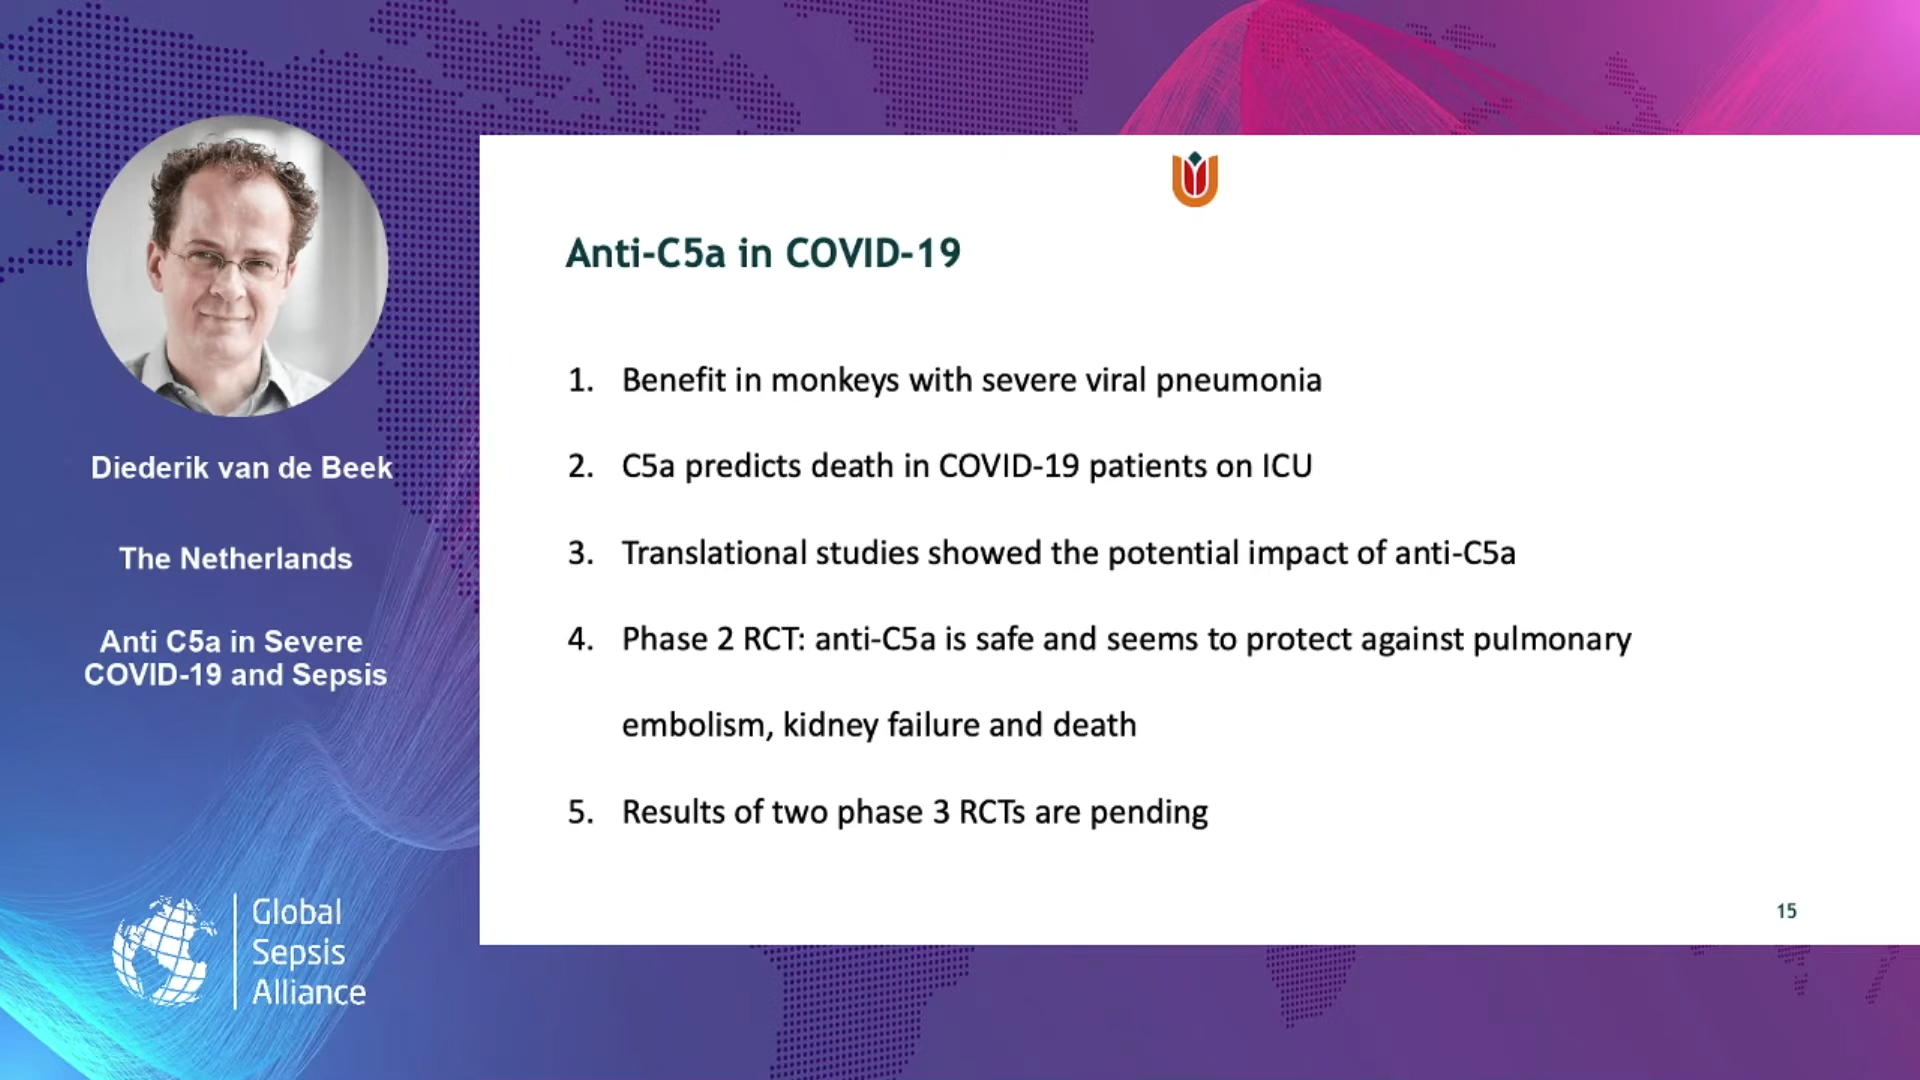 Diederik van de Beek
The Netherlands
Anti C5a in Severe
COVID-19 and Sepsis
Global
Sepsis
Alliance
Anti-C5a in COVID-19
1. Benefit in monkeys with severe viral pneumonia
2. C5a predicts death in COVID-19 patients on ICU
3. Translational studies showed the potential impact of anti-C5a
4. Phase 2 RCT: anti-C5a is safe and seems to protect against pulmonary
embolism, kidney failure and death
5. Results of two phase 3 RCTs are pending
15